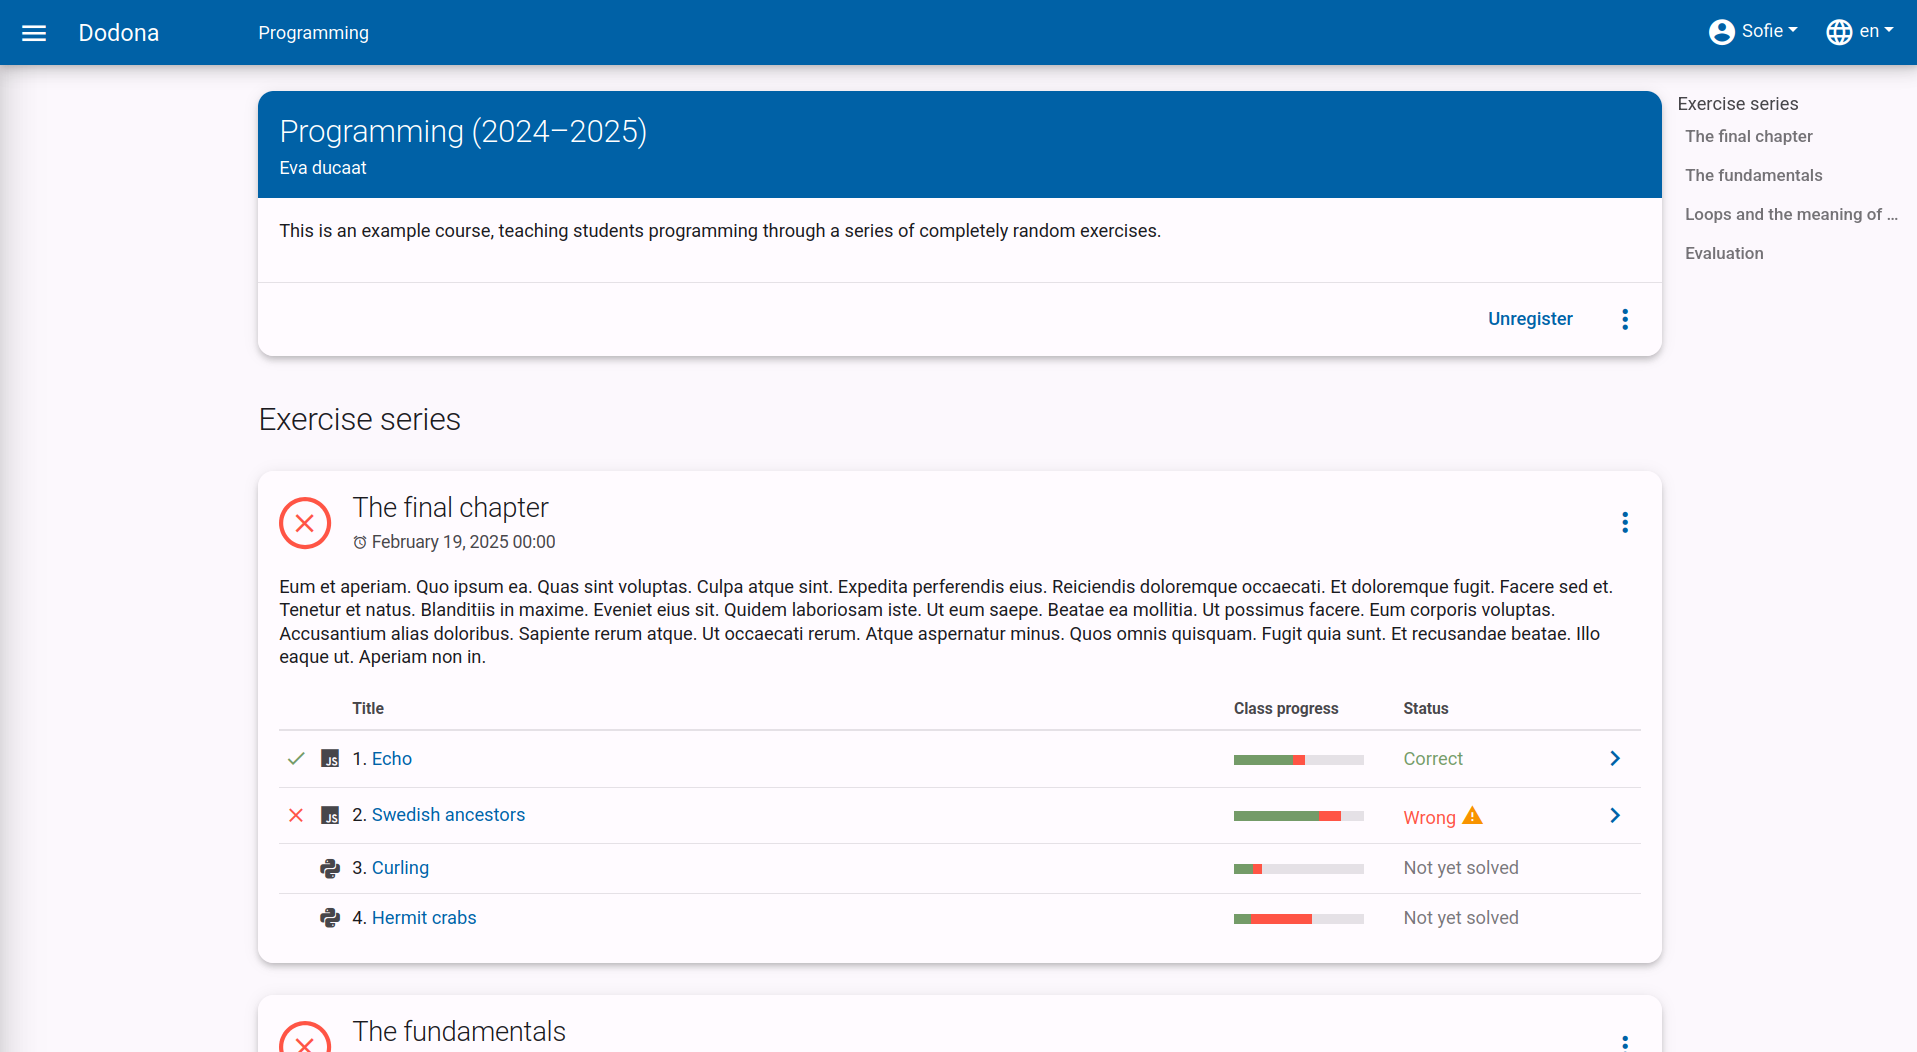 Dodona
Programming
Sofie
en
Programming (2024–2025)
Eva ducaat
This is an example course, teaching students programming through a series of completely random exercises.
Unregister
Exercise series
The final chapter
The fundamentals
Loops and the meaning of ...
Evaluation
Exercise series
The final chapter
February 19, 2025 00:00
Eum et aperiam. Quo ipsum ea. Quas sint voluptas. Culpa atque sint. Expedita perferendis eius. Reiciendis doloremque occaecati. Et doloremque fugit. Facere sed et.
Tenetur et natus. Blanditiis in maxime. Eveniet eius sit. Quidem laboriosam iste. Ut eum saepe. Beatae ea mollitia. Ut possimus facere. Eum corporis voluptas.
Accusantium alias doloribus. Sapiente rerum atque. Ut occaecati rerum. Atque aspernatur minus. Quos omnis quisquam. Fugit quia sunt. Et recusandae beatae. Illo
eaque ut. Aperiam non in.
Title Class progress Status
JS 1. Echo Correct
JS 2. Swedish ancestors Wrong
3. Curling Not yet solved
4. Hermit crabs Not yet solved
The fundamentals